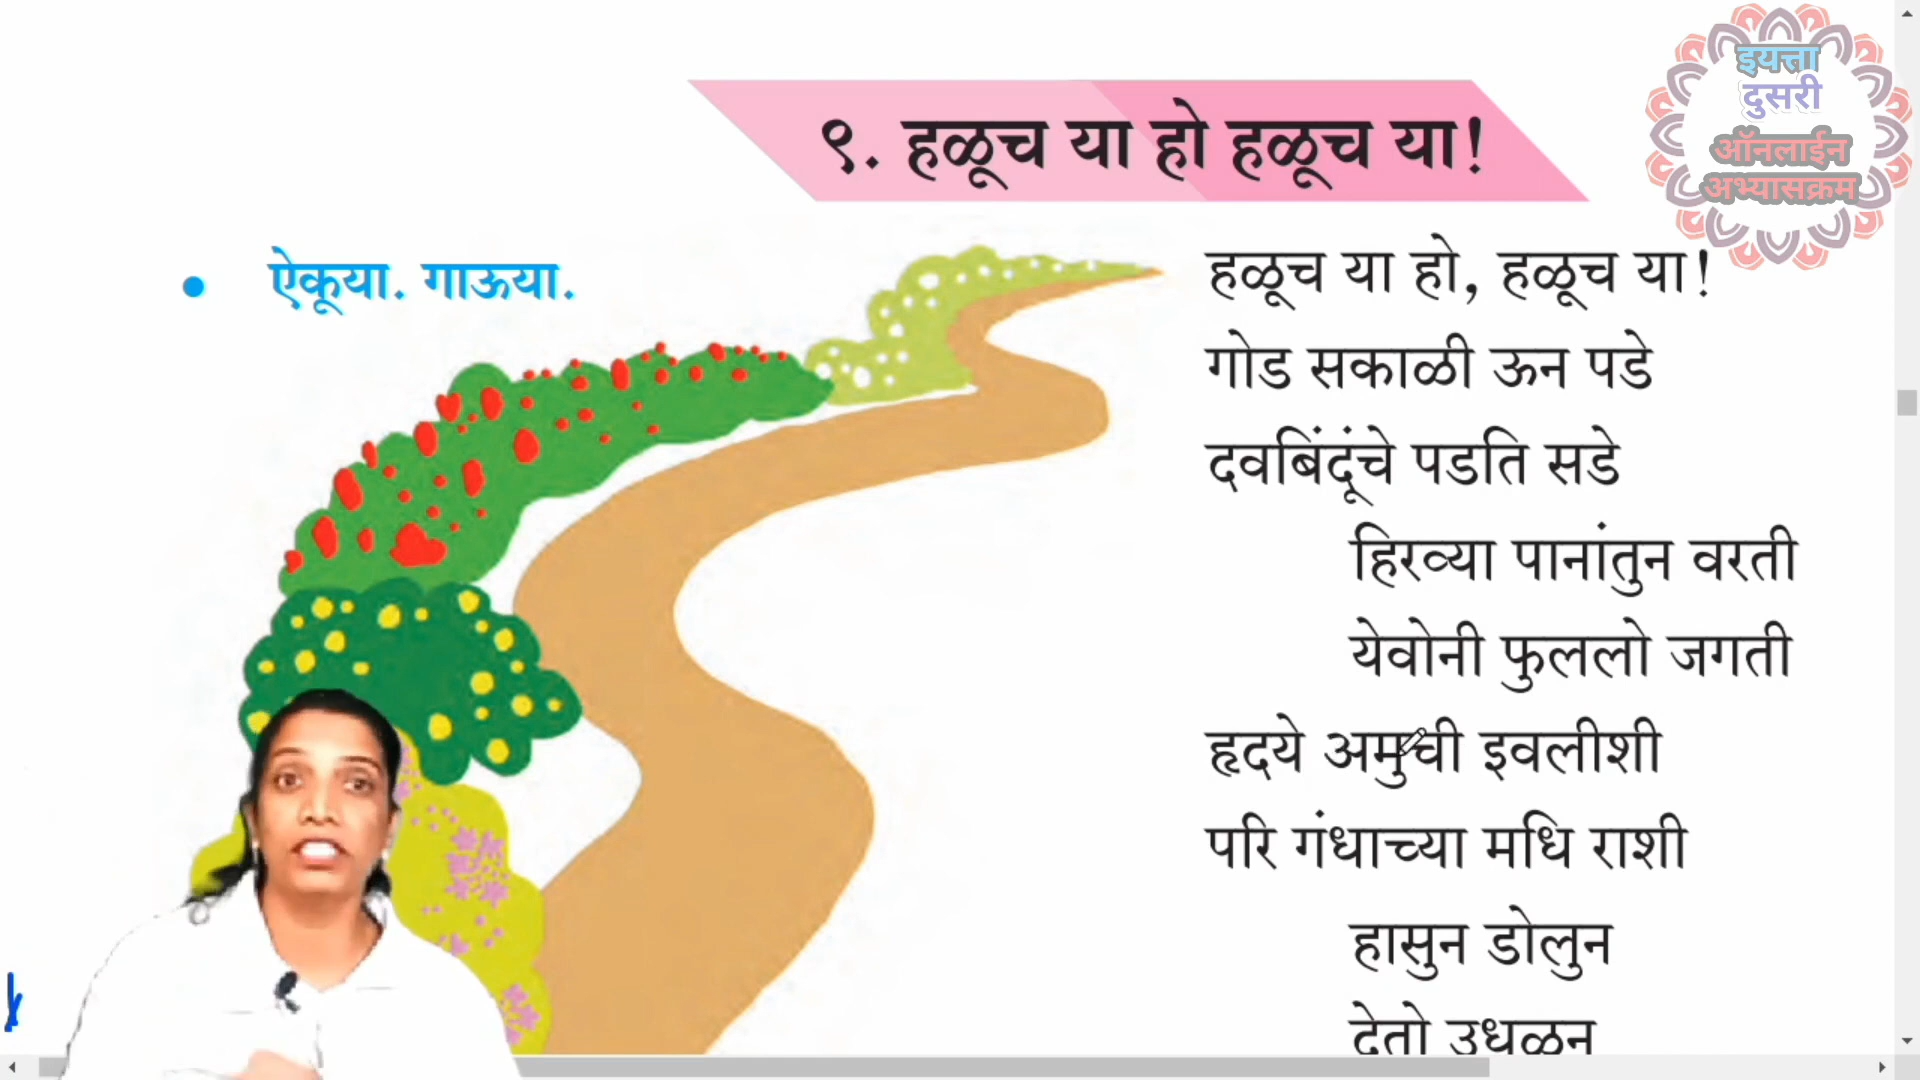 इयत्ता
दुसरी
ऑनलाईन
अभ्यासक्रम
९. हळूच या हो हळूच या!
ऐकूया. गाऊया.
हळूच या हो, हळूच या!
गोड सकाळी ऊन पडे
दवबिंदूंचे पडति सडे
हिरव्या पानांतुन वरती
येवोनी फुललो जगती
हृदये अमुची इवलीशी
परि गंधाच्या मधि राशी
हासुन डोलुन
देतो उधळुन